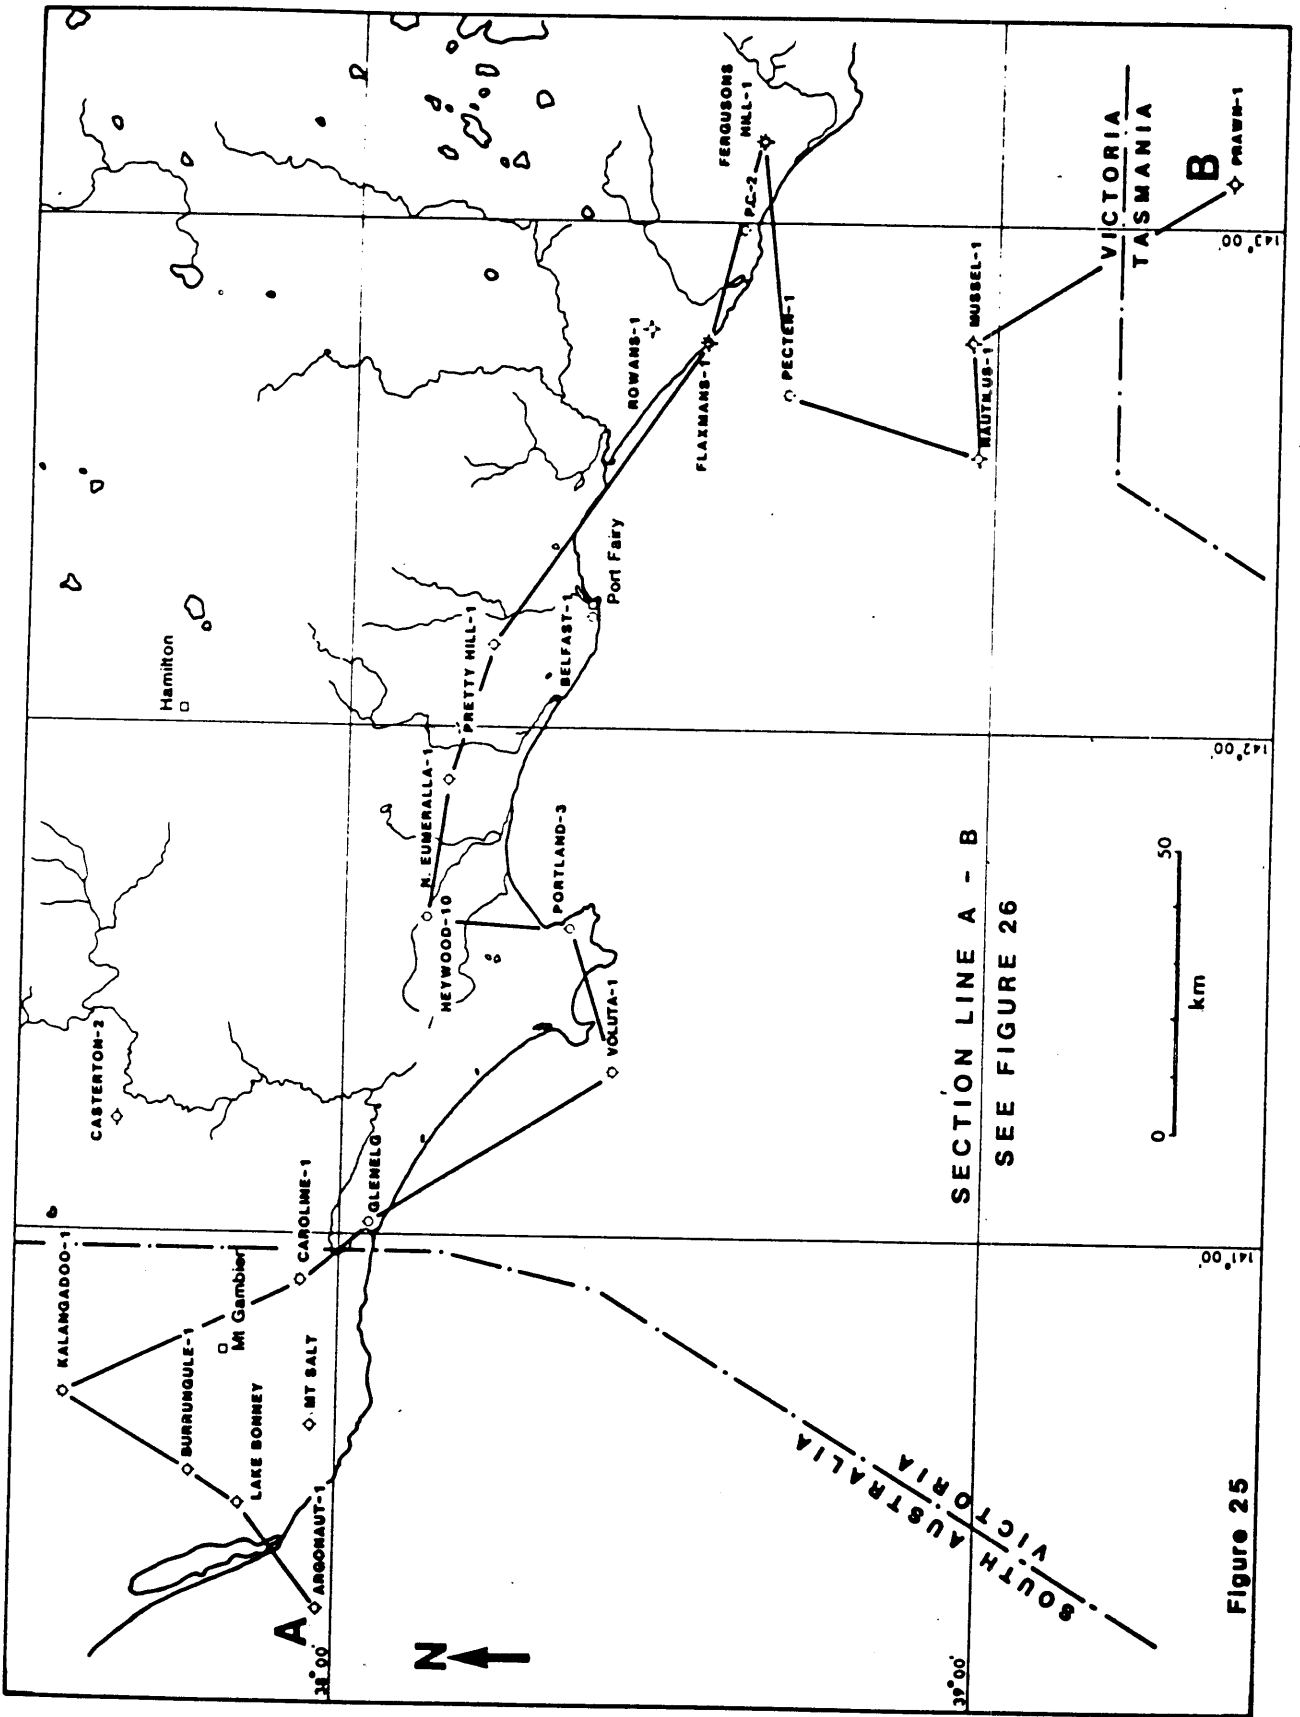 KALANGADOO-1
BURRUNGULE-1
LAKE BONNEY
Mt Gambier
CAROLINE-1
MT SALT
A
ARGONAUT-1
38°00'
N
GLENELG
CASTERTON-2
Hamilton
HEYWOOD-10
N. EUMERALLA-1
PRETTY HILL-1
PORTLAND-3
VOLUTA-1
BELFAST-1
Port Fairy
ROWANS-1
FLAXMANS-1
P.C.-2
FERGUSONS
HILL-1
PECTEN-1
NAUTILUS-1
MUSSEL-1
VICTORIA
TASMANIA
B
PRAWN-1
39°00'
SOUTH AUSTRALIA
VICTORIA
SECTION LINE A - B
SEE FIGURE 26
0
50
km
141°00'
142°00'
143°00'
Figure 25